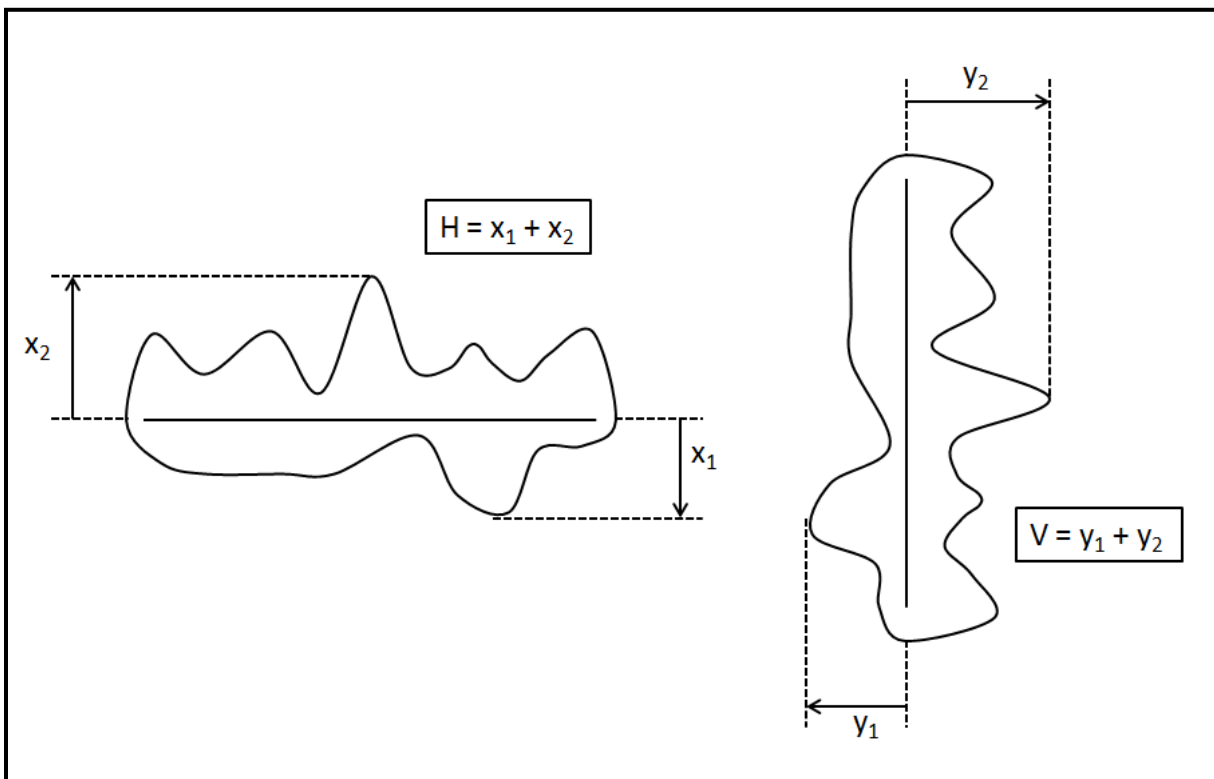 y₂
H = x₁ + x₂
x₂
x₁
V = y₁ + y₂
y₁